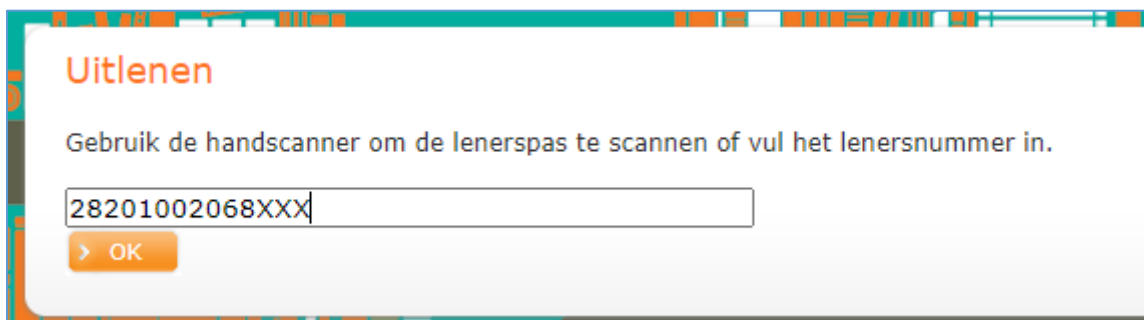 Uitlenen
Gebruik de handscanner om de lenerspas te scannen of vul het lenersnummer in.
28201002068XXX
> OK